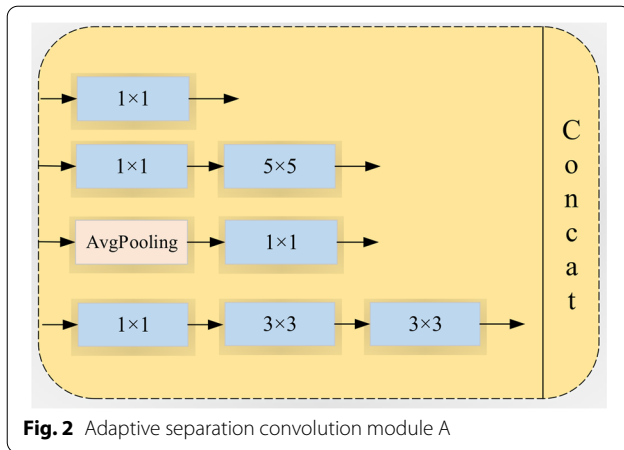 1×1
1×1 5×5
AvgPooling 1×1
1×1 3×3 3×3
Concat
Fig. 2 Adaptive separation convolution module A